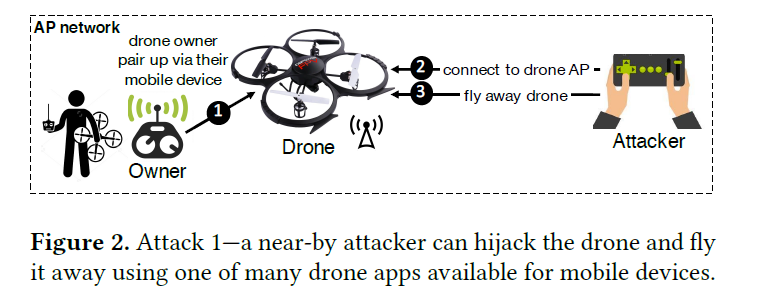 AP network
drone owner
pair up via their
mobile device
1
2 connect to drone AP
3 fly away drone
Owner
Drone
Attacker
Figure 2. Attack 1—a near-by attacker can hijack the drone and fly
it away using one of many drone apps available for mobile devices.